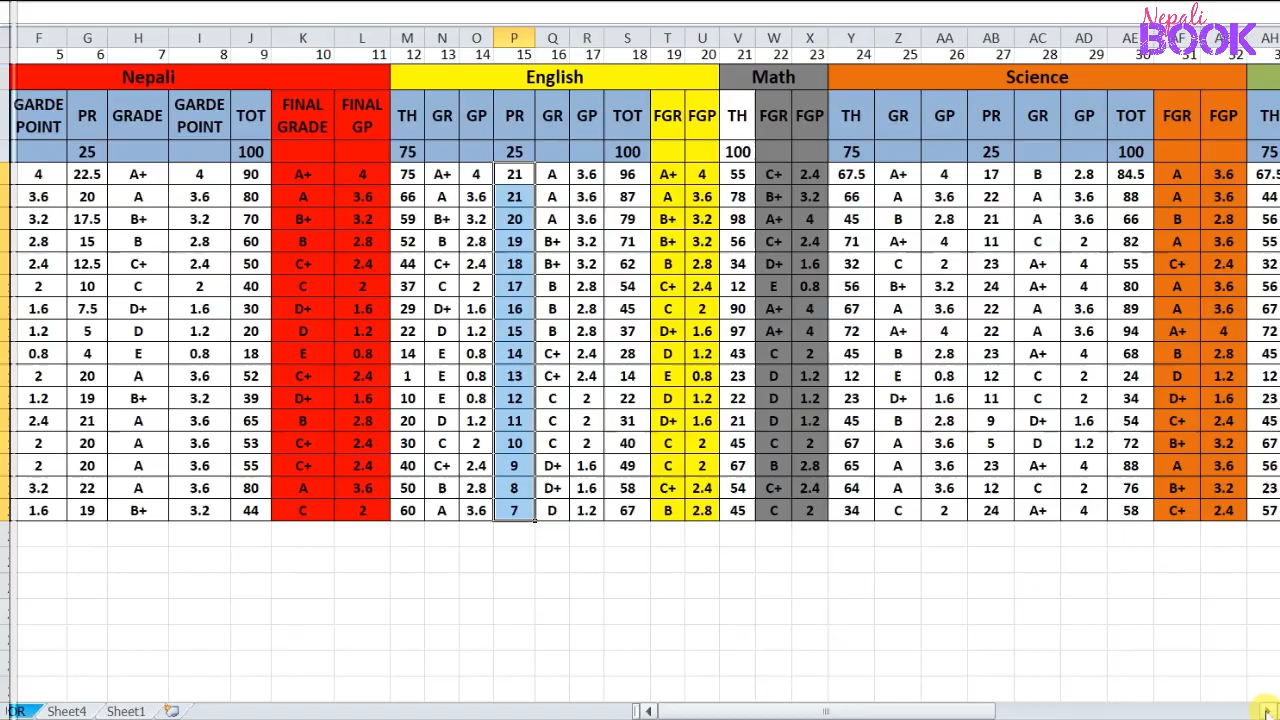 Nepali
BOOK
F G H I J K L M N O P Q R S T U V W X Y Z AA AB AC AD AE AF AG AH
5 6 7 8 9 10 11 12 13 14 15 16 17 18 19 20 21 22 23 24 25 26 27 28 29 30 31 32
Nepali English Math Science
GARDE POINT PR GRADE GARDE POINT TOT FINAL GRADE FINAL GP TH GR GP PR GR GP TOT FGR FGP TH FGR FGP TH GR GP PR GR GP TOT FGR FGP TH
25 100 75 25 100 100 75 25 100 75
4 22.5 A+ 4 90 A+ 4 75 A+ 4 21 A 3.6 96 A+ 4 55 C+ 2.4 67.5 A+ 4 17 B 2.8 84.5 A 3.6 67.5
3.6 20 A 3.6 80 A 3.6 66 A 3.6 21 A 3.6 87 A 3.6 78 B+ 3.2 66 A 3.6 22 A 3.6 88 A 3.6 44
3.2 17.5 B+ 3.2 70 B+ 3.2 59 B+ 3.2 20 A 3.6 79 B+ 3.2 98 A+ 4 45 B 2.8 21 A 3.6 66 B 2.8 56
2.8 15 B 2.8 60 B 2.8 52 B 2.8 19 B+ 3.2 71 B+ 3.2 56 C+ 2.4 71 A+ 4 11 C 2 82 A 3.6 55
2.4 12.5 C+ 2.4 50 C+ 2.4 44 C+ 2.4 18 B+ 3.2 62 B 2.8 34 D+ 1.6 32 C 2 23 A+ 4 55 C+ 2.4 32
2 10 C 2 40 C 2 37 C 2 17 B 2.8 54 C+ 2.4 12 E 0.8 56 B+ 3.2 24 A+ 4 80 A 3.6 56
1.6 7.5 D+ 1.6 30 D+ 1.6 29 D+ 1.6 16 B 2.8 45 C 2 90 A+ 4 67 A 3.6 22 A 3.6 89 A 3.6 67
1.2 5 D 1.2 20 D 1.2 22 D 1.2 15 B 2.8 37 D+ 1.6 97 A+ 4 72 A+ 4 22 A 3.6 94 A+ 4 72
0.8 4 E 0.8 18 E 0.8 14 E 0.8 14 C+ 2.4 28 D 1.2 43 C 2 45 B 2.8 23 A+ 4 68 B 2.8 45
2 20 A 3.6 52 C+ 2.4 1 E 0.8 13 C+ 2.4 14 E 0.8 23 D 1.2 12 E 0.8 12 C 2 24 D 1.2 12
1.2 19 B+ 3.2 39 D+ 1.6 10 E 0.8 12 C 2 22 D 1.2 22 D 1.2 23 D+ 1.6 11 C 2 34 D+ 1.6 23
2.4 21 A 3.6 65 B 2.8 20 D 1.2 11 C 2 31 D+ 1.6 21 D 1.2 45 B 2.8 9 D+ 1.6 54 C+ 2.4 45
2 20 A 3.6 53 C+ 2.4 30 C 2 10 C 2 40 C 2 45 C 2 67 A 3.6 5 D 1.2 72 B+ 3.2 67
2 20 A 3.6 55 C+ 2.4 40 C+ 2.4 9 D+ 1.6 49 C 2 67 B 2.8 65 A 3.6 23 A+ 4 88 A 3.6 56
3.2 22 A 3.6 80 A 3.6 50 B 2.8 8 D+ 1.6 58 C+ 2.4 54 C+ 2.4 64 A 3.6 12 C 2 76 B+ 3.2 23
1.6 19 B+ 3.2 44 C 2 60 A 3.6 7 D 1.2 67 B 2.8 45 C 2 34 C 2 24 A+ 4 58 C+ 2.4 57
Sheet4 Sheet1